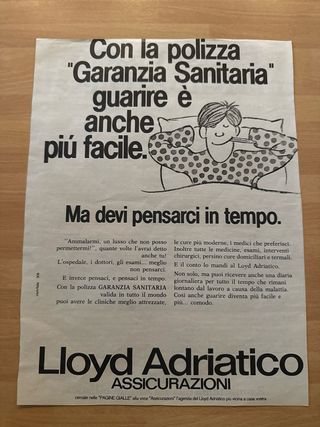 Con la polizza
"Garanzia Sanitaria"
guarire è
anche
piú facile.
Ma devi pensarci in tempo.
"Ammalarmi, un lusso che non posso
permettermi!", quante volte l'avrai detto
anche tu!
L'ospedale, i dottori, gli esami... meglio
non pensarci.
E invece pensaci, e pensaci in tempo.
Con la polizza GARANZIA SANITARIA
valida in tutto il mondo
puoi avere le cliniche meglio attrezzate,
le cure più moderne, i medici che preferisci.
Inoltre tutte le medicine, esami, interventi
chirurgici, persino cure domiciliari e termali.
E il conto lo mandi al Lloyd Adriatico.
Non solo, ma puoi ricevere anche una diaria
giornaliera per tutto il tempo che rimani
lontano dal lavoro a causa della malattia.
Così anche guarire diventa più facile e
più... comodo.
Lloyd Adriatico
ASSICURAZIONI
cercate nelle "PAGINE GIALLE" alla voce "Assicurazioni" l'agenzia del Lloyd Adriatico più vicina a casa vostra